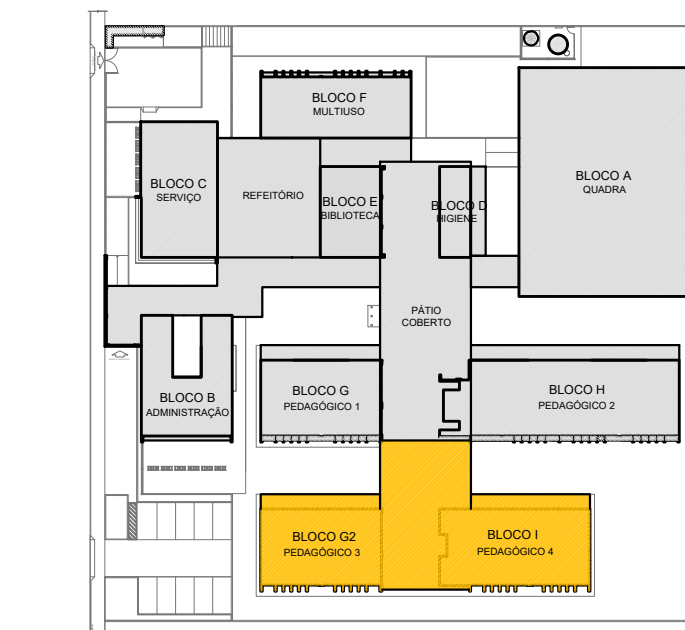 BLOCO F
MULTIUSO
BLOCO A
QUADRA
BLOCO C
SERVIÇO
REFEITÓRIO
BLOCO E
BIBLIOTECA
BLOCO D
HIGIENE
PÁTIO
COBERTO
BLOCO B
ADMINISTRAÇÃO
BLOCO G
PEDAGÓGICO 1
BLOCO H
PEDAGÓGICO 2
BLOCO G2
PEDAGÓGICO 3
BLOCO I
PEDAGÓGICO 4